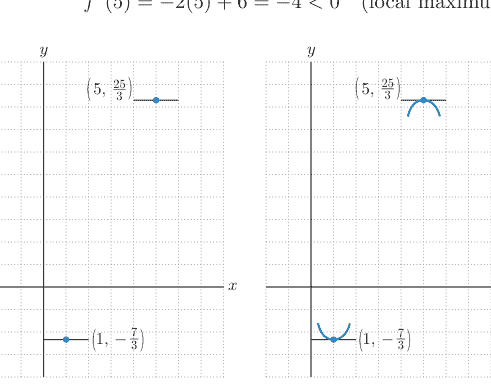 (5) = −2(5) + 6 = −4 < 0 (local
y y
(5, 25/3) (5, 25/3)
x
(1, −7/3) (1, −7/3)